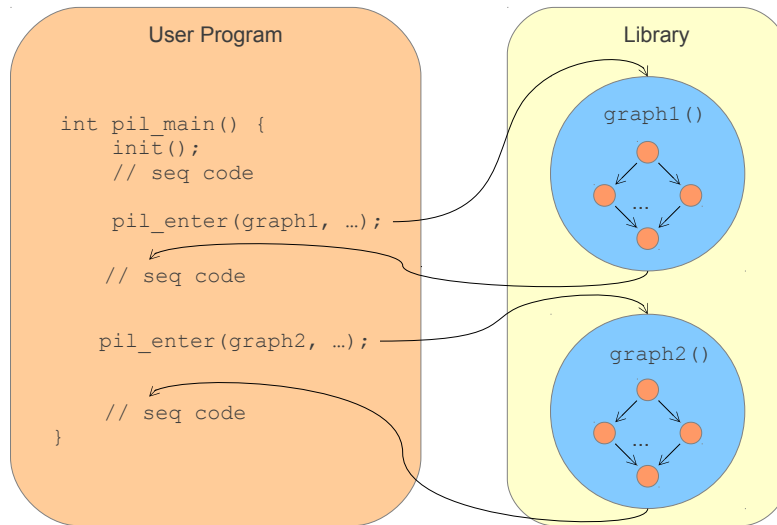 User Program
int pil_main() {
init();
// seq code
pil_enter(graph1, …);
// seq code
pil_enter(graph2, …);
// seq code
}
Library
graph1()
...
graph2()
...